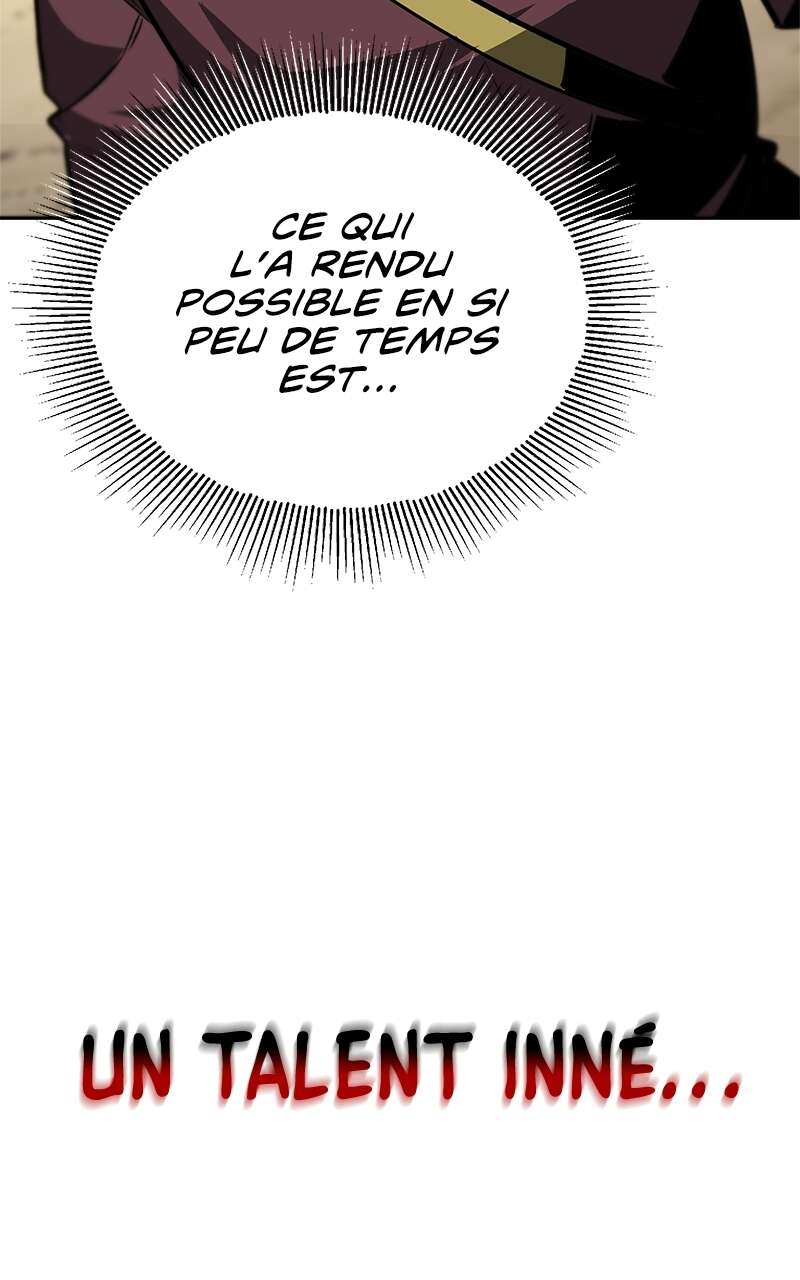 CE QUI
L'A RENDU
POSSIBLE EN SI
PEU DE TEMPS
EST...
UN TALENT INNÉ...